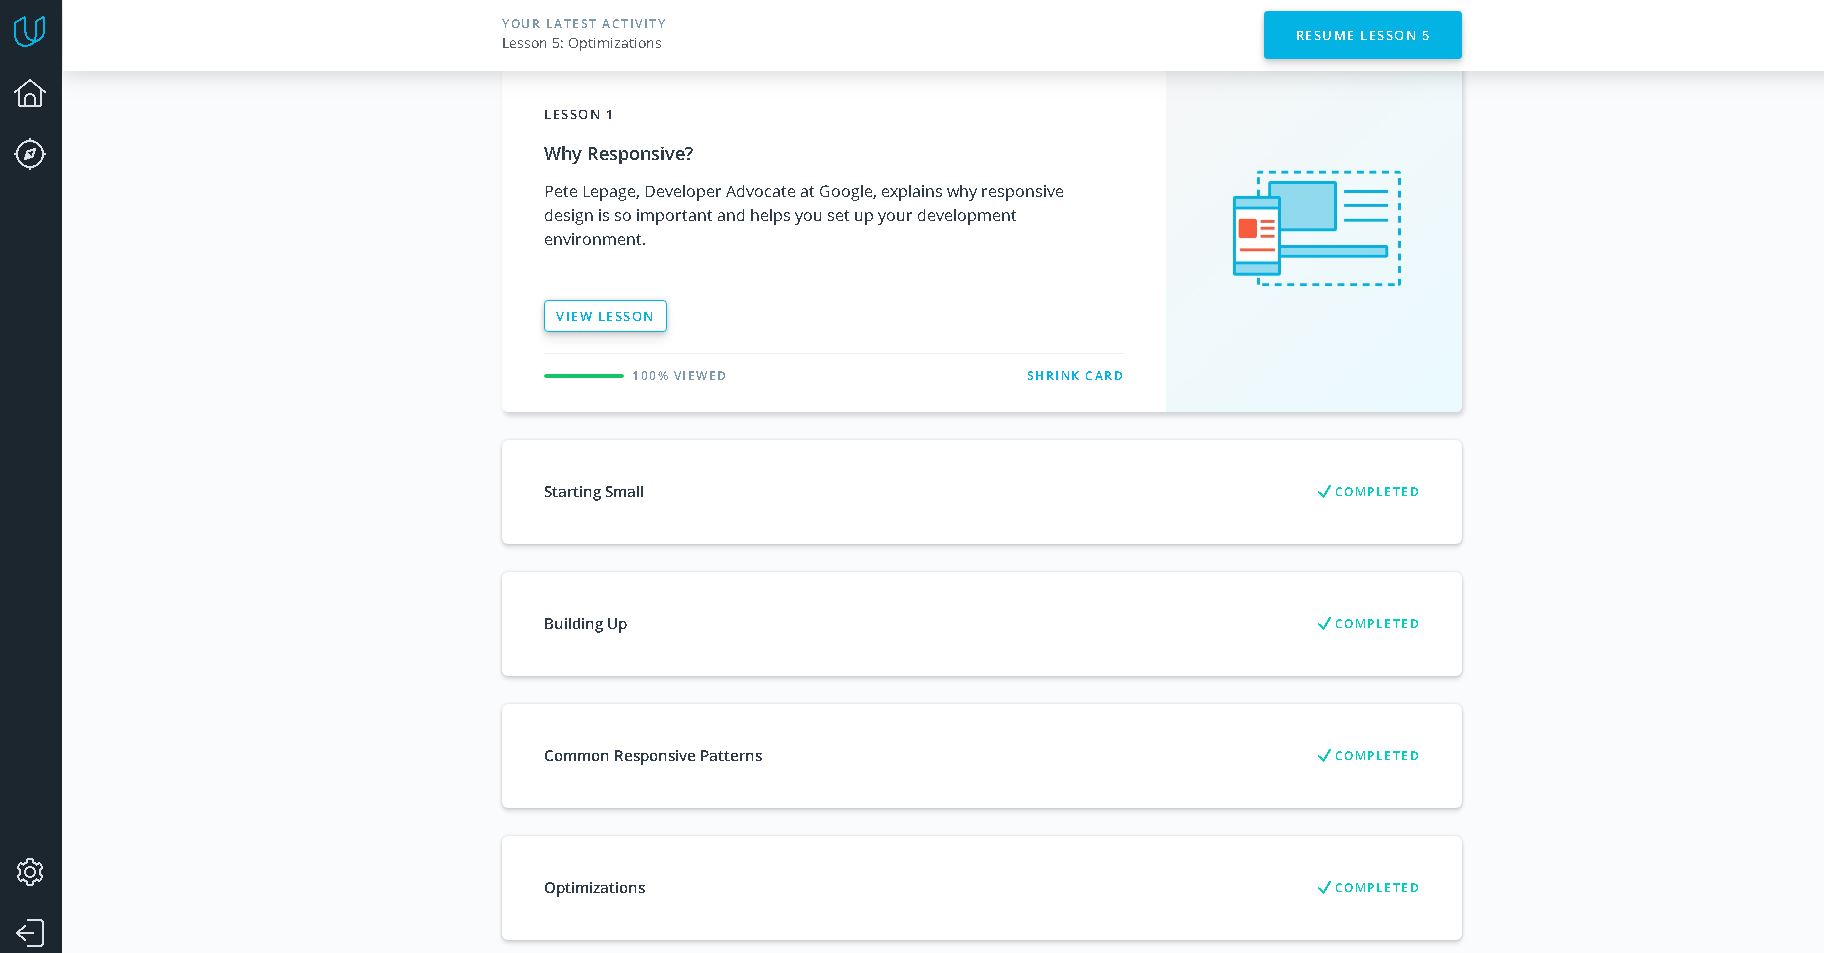 YOUR LATEST ACTIVITY
Lesson 5: Optimizations
RESUME LESSON 5
LESSON 1
Why Responsive?
Pete Lepage, Developer Advocate at Google, explains why responsive
design is so important and helps you set up your development
environment.
VIEW LESSON
100% VIEWED
SHRINK CARD
Starting Small
COMPLETED
Building Up
COMPLETED
Common Responsive Patterns
COMPLETED
Optimizations
COMPLETED